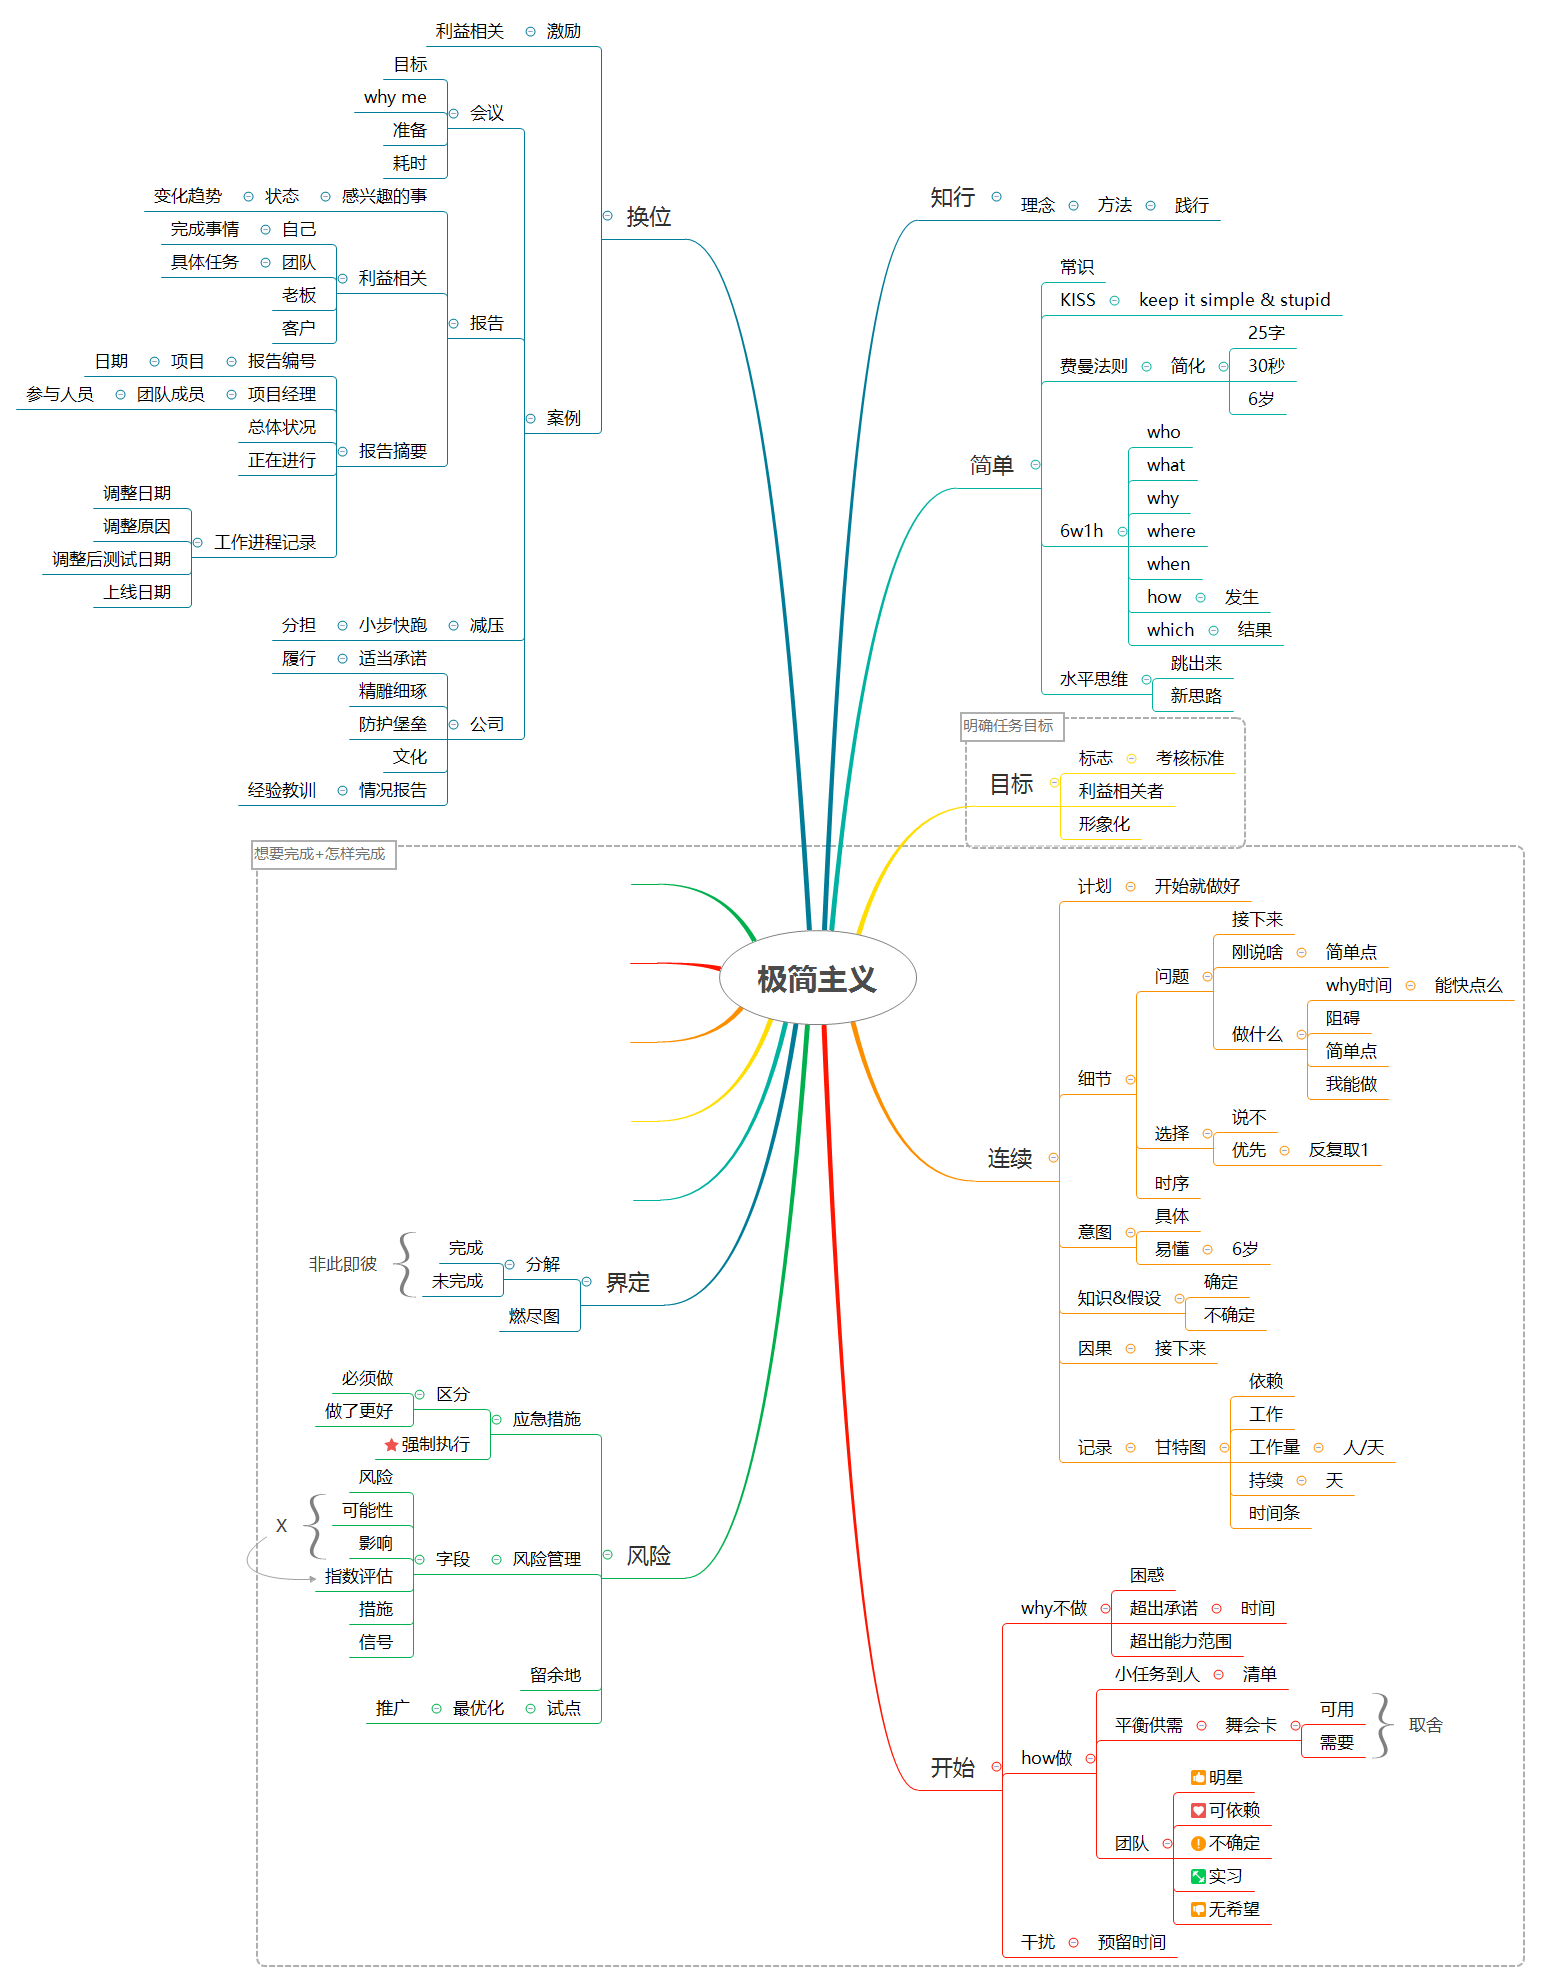 极简主义
知行
理念
方法
践行
简单
常识
KISS
keep it simple & stupid
费曼法则
简化
25字
30秒
6岁
6w1h
who
what
why
where
when
how
发生
which
结果
水平思维
跳出来
新思路
明确任务目标
目标
标志
考核标准
利益相关者
形象化
连续
计划
开始就做好
细节
问题
接下来
刚说啥
简单点
做什么
why时间
能快点么
阻碍
简单点
我能做
选择
说不
优先
反复取1
时序
意图
具体
易懂
6岁
知识&假设
确定
不确定
因果
接下来
记录
甘特图
依赖
工作
工作量
人/天
持续
天
时间条
开始
why不做
困惑
超出承诺
时间
超出能力范围
how做
小任务到人
清单
平衡供需
舞会卡
可用
需要
取舍
团队
明星
可依赖
不确定
实习
无希望
干扰
预留时间
换位
激励
利益相关
案例
会议
目标
why me
准备
耗时
报告
感兴趣的事
状态
变化趋势
利益相关
自己
完成事情
团队
具体任务
老板
客户
报告摘要
报告编号
项目
日期
项目经理
团队成员
参与人员
总体状况
正在进行
工作进程记录
调整日期
调整原因
调整后测试日期
上线日期
减压
小步快跑
分担
公司
适当承诺
履行
精雕细琢
防护堡垒
文化
情况报告
经验教训
想要完成+怎样完成
界定
分解
完成
未完成
非此即彼
燃尽图
风险
应急措施
区分
必须做
做了更好
强制执行
风险管理
字段
风险
可能性
影响
X
指数评估
措施
信号
留余地
试点
最优化
推广